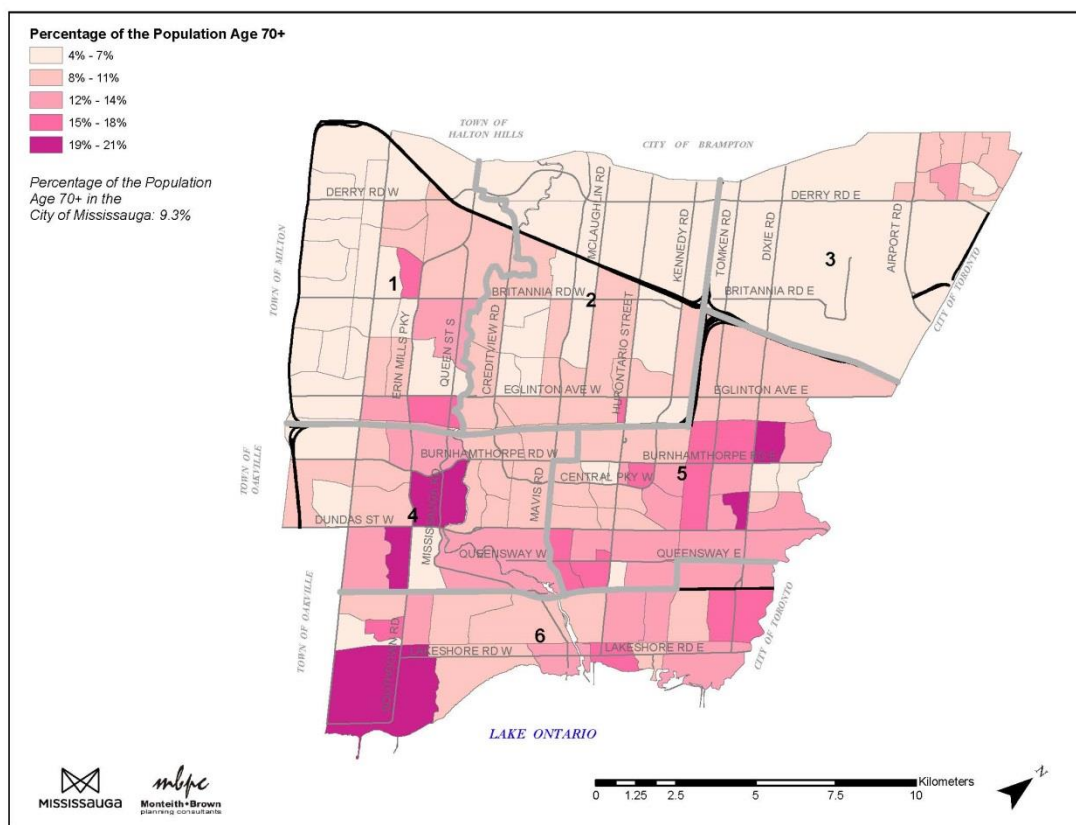 Percentage of the Population Age 70+
4% - 7%
8% - 11%
12% - 14%
15% - 18%
19% - 21%
Percentage of the Population
Age 70+ in the
City of Mississauga: 9.3%
TOWN OF
HALTON HILLS
CITY OF BRAMPTON
DERRY RD W
MCLAUGHLIN RD
KENNEDY RD
TOMKEN RD
DIXIE RD
DERRY RD E
AIRPORT RD
TOWN OF MILTON
1
2
3
CITY OF TORONTO
BRITANNIA RD W
BRITANNIA RD E
ERIN MILLS PKY
QUEEN ST S
CREDITVIEW RD
HURONTARIO STREET
EGLINTON AVE W
EGLINTON AVE E
TOWN OF
OAKVILLE
BURNHAMTHORPE RD W
BURNHAMTHORPE RD E
5
CENTRAL PKY W
MAVIS RD
4
DUNDAS ST W
MISSISSAUGA RD
QUEENSWAY W
QUEENSWAY E
TOWN OF OAKVILLE
6
CITY OF TORONTO
SOUTHDOWN RD
LAKESHORE RD W
LAKESHORE RD E
LAKE ONTARIO
MISSISSAUGA
mbpc
Monteith•Brown
planning consultants
Kilometers
0 1.25 2.5 5 7.5 10
N